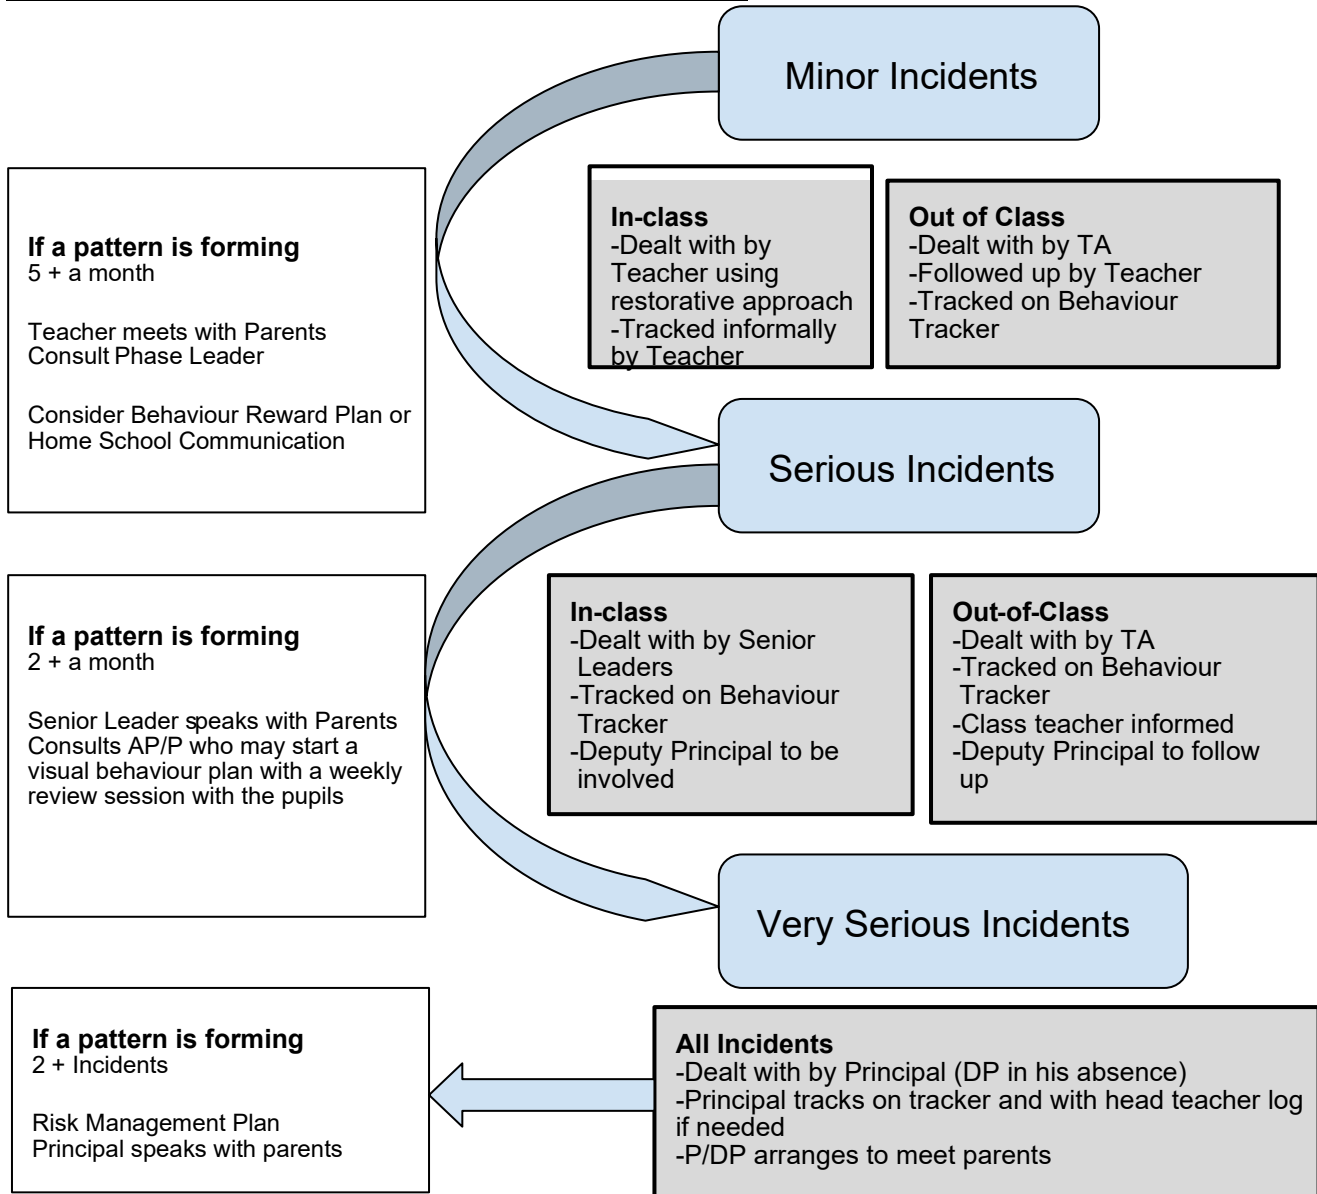 Minor Incidents
If a pattern is forming
5 + a month
Teacher meets with Parents
Consult Phase Leader
Consider Behaviour Reward Plan or
Home School Communication
In-class
-Dealt with by
Teacher using
restorative approach
-Tracked informally
by Teacher
Out of Class
-Dealt with by TA
-Followed up by Teacher
-Tracked on Behaviour
Tracker
Serious Incidents
If a pattern is forming
2 + a month
Senior Leader speaks with Parents
Consults AP/P who may start a
visual behaviour plan with a weekly
review session with the pupils
In-class
-Dealt with by Senior
Leaders
-Tracked on Behaviour
Tracker
-Deputy Principal to be
involved
Out-of-Class
-Dealt with by TA
-Tracked on Behaviour
Tracker
-Class teacher informed
-Deputy Principal to follow
up
Very Serious Incidents
If a pattern is forming
2 + Incidents
Risk Management Plan
Principal speaks with parents
All Incidents
-Dealt with by Principal (DP in his absence)
-Principal tracks on tracker and with head teacher log
if needed
-P/DP arranges to meet parents